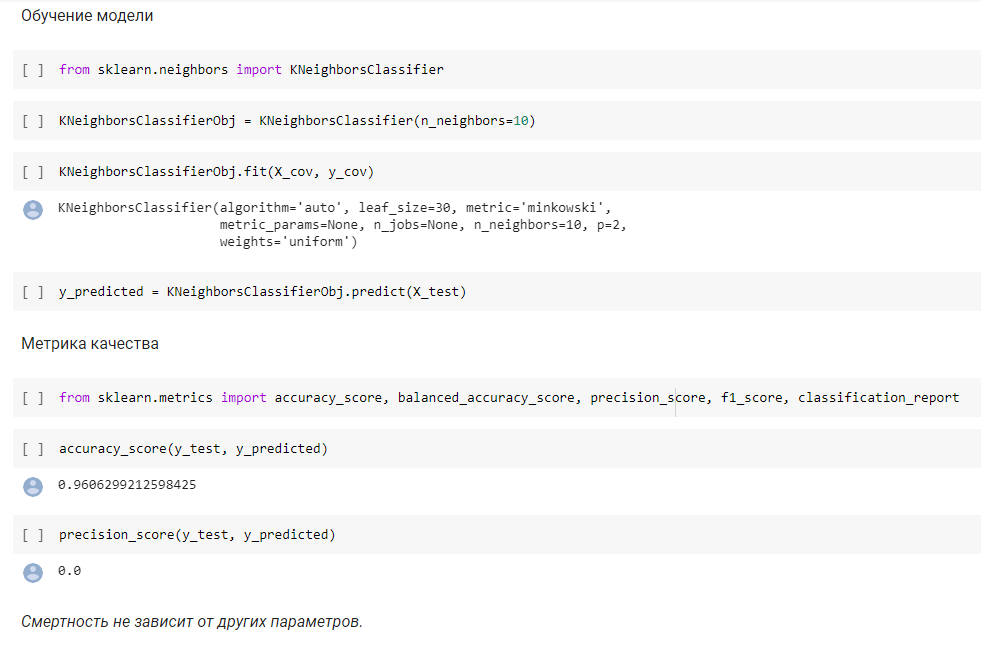 Обучение модели
[ ] from sklearn.neighbors import KNeighborsClassifier
[ ] KNeighborsClassifierObj = KNeighborsClassifier(n_neighbors=10)
[ ] KNeighborsClassifierObj.fit(X_cov, y_cov)
KNeighborsClassifier(algorithm='auto', leaf_size=30, metric='minkowski',
metric_params=None, n_jobs=None, n_neighbors=10, p=2,
weights='uniform')
[ ] y_predicted = KNeighborsClassifierObj.predict(X_test)
Метрика качества
[ ] from sklearn.metrics import accuracy_score, balanced_accuracy_score, precision_score, f1_score, classification_report
[ ] accuracy_score(y_test, y_predicted)
0.9606299212598425
[ ] precision_score(y_test, y_predicted)
0.0
Смертность не зависит от других параметров.